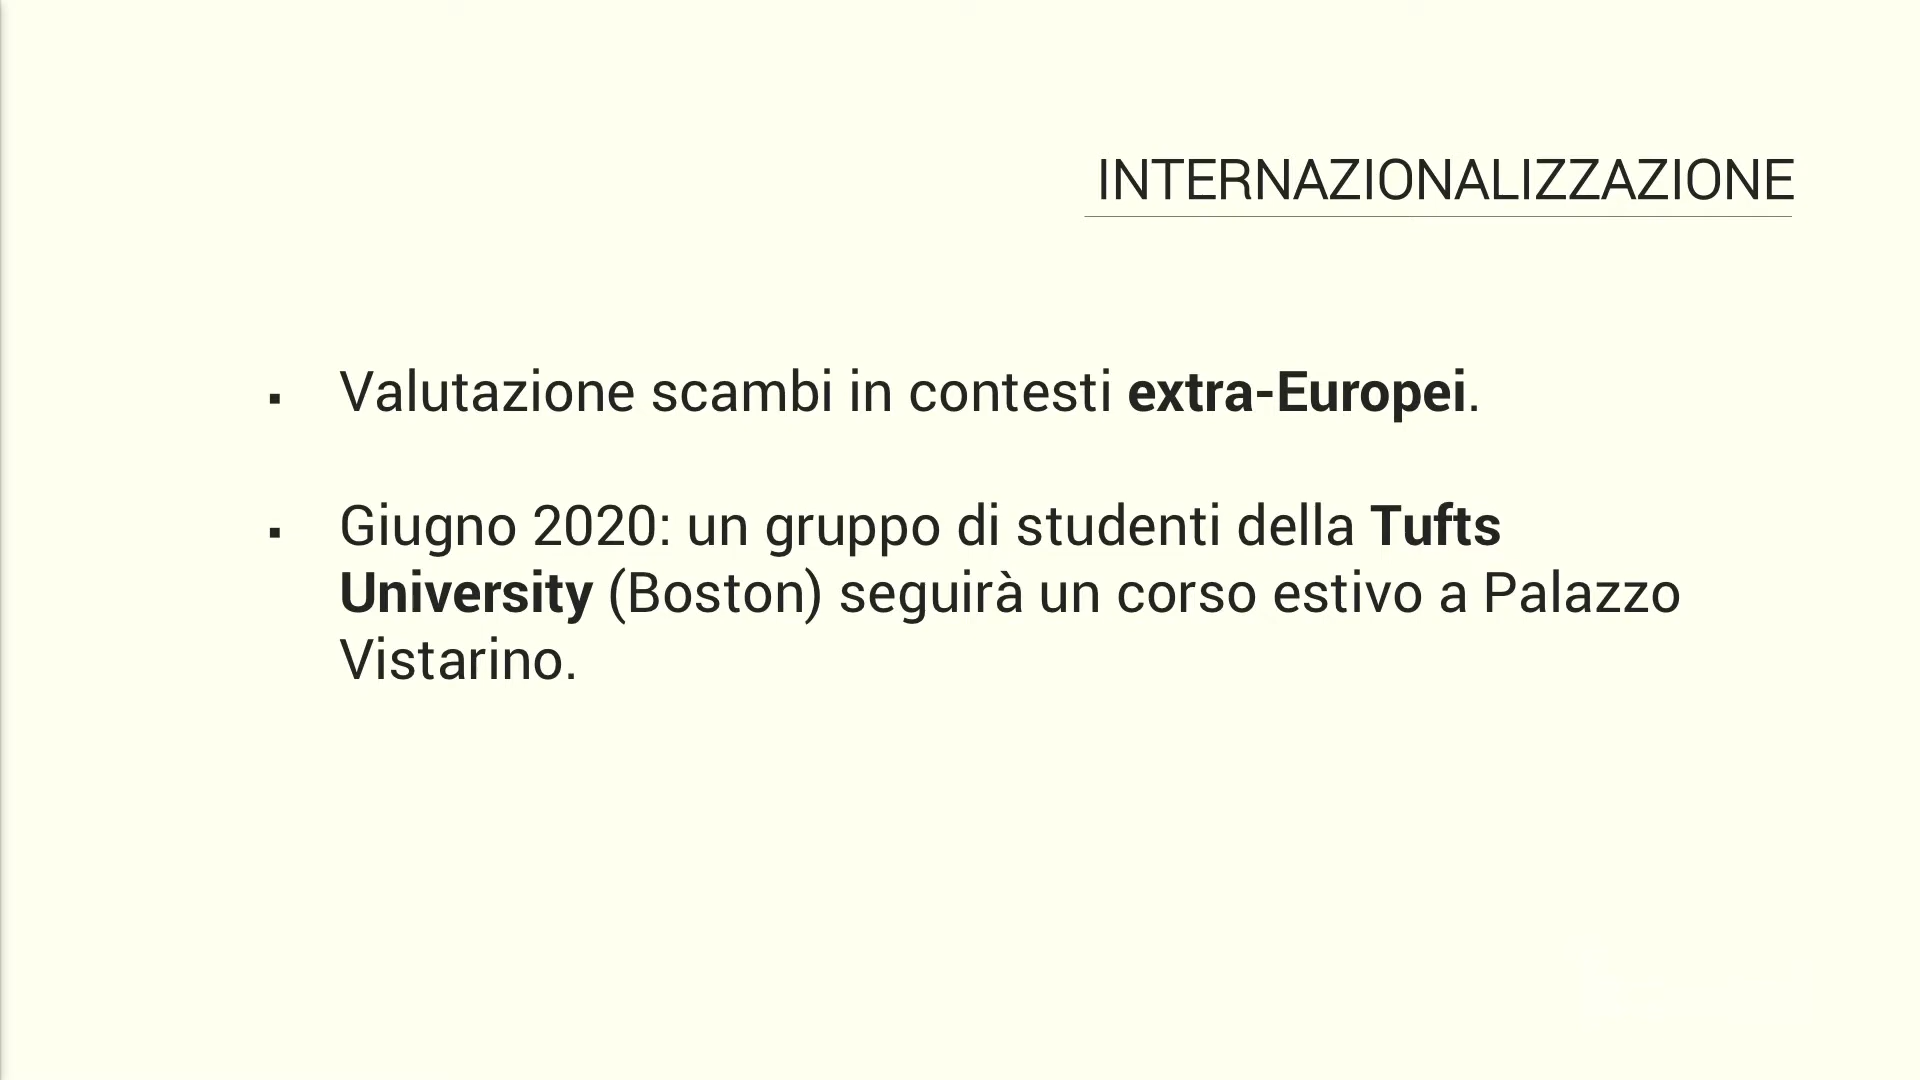 INTERNAZIONALIZZAZIONE
▪ Valutazione scambi in contesti extra-Europei.
▪ Giugno 2020: un gruppo di studenti della Tufts
University (Boston) seguirà un corso estivo a Palazzo
Vistarino.